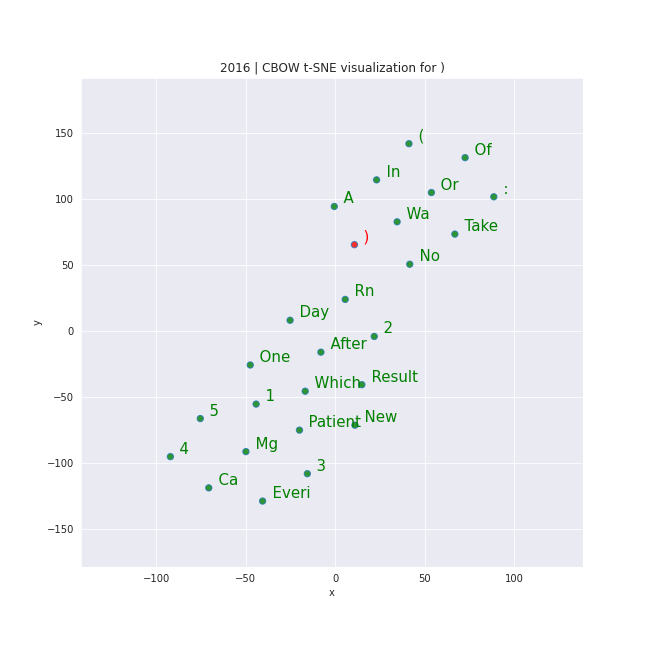 2016 | CBOW t-SNE visualization for )
150
(
Of
In
Or
:
100
A
Wa
Take
)
No
50
Rn
Day
2
0
After
One
Which
Result
−50
1
5
Patient
New
Mg
4
−100
3
Ca
Everi
−150
−100
−50
0
50
100
x
y